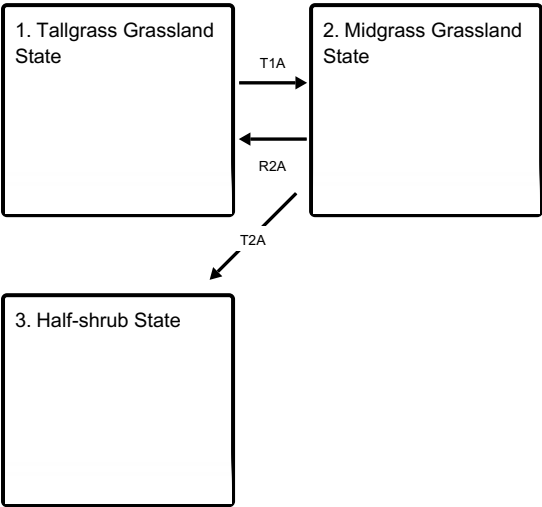 1. Tallgrass Grassland
State
T1A
2. Midgrass Grassland
State
R2A
T2A
3. Half-shrub State